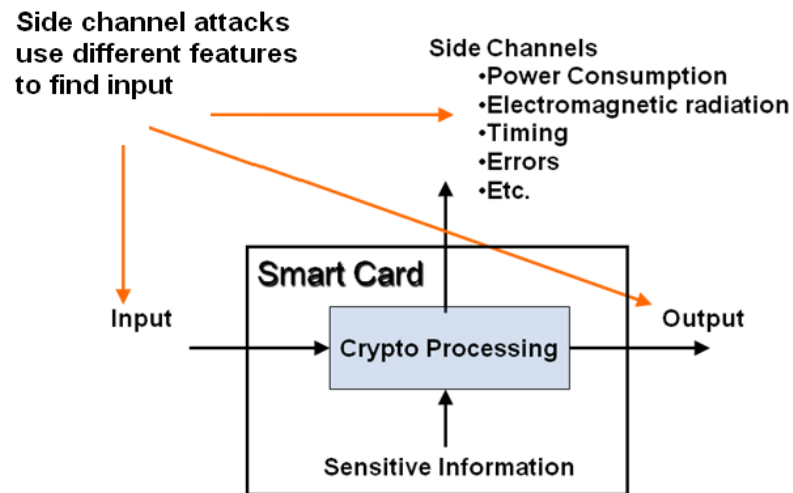 Side channel attacks
use different features
to find input
Side Channels
•Power Consumption
•Electromagnetic radiation
•Timing
•Errors
•Etc.
Smart Card
Input
Crypto Processing
Output
Sensitive Information